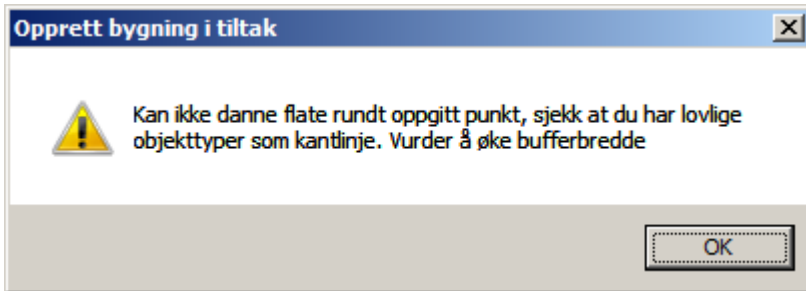 Opprett bygning i tiltak
Kan ikke danne flate rundt oppgitt punkt, sjekk at du har lovlige
objekttyper som kantlinje. Vurder å øke bufferbredde
OK